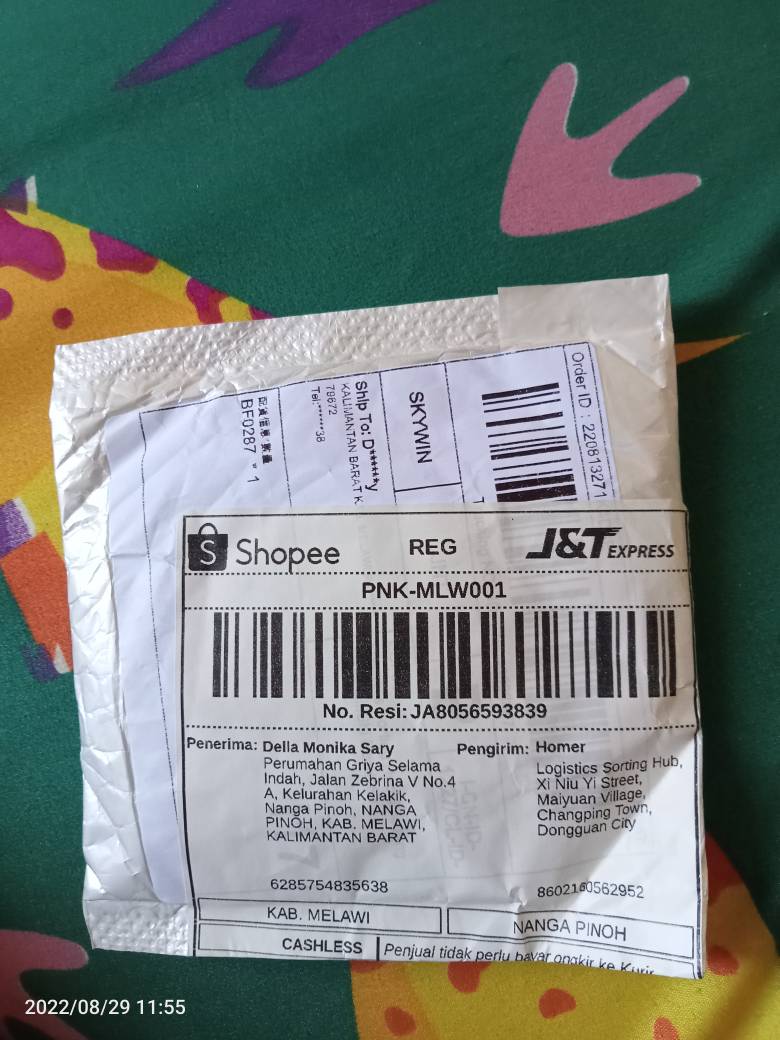 Order ID : 220813271
SKYWIN
Ship To: D******y
KALIMANTAN BARAT K
79672
Tel:******38
BF0287 * 1
Shopee
REG
J&T EXPRESS
PNK-MLW001
No. Resi: JA8056593839
Penerima: Della Monika Sary
Perumahan Griya Selama
Indah, Jalan Zebrina V No.4
A, Kelurahan Kelakik,
Nanga Pinoh, NANGA
PINOH, KAB. MELAWI,
KALIMANTAN BARAT
6285754835638
Pengirim: Homer
Logistics Sorting Hub,
Xi Niu Yi Street,
Maiyuan Village,
Changping Town,
Dongguan City
8602160562952
KAB. MELAWI
NANGA PINOH
CASHLESS
Penjual tidak perlu bayar ongkir ke Kurir
2022/08/29 11:55